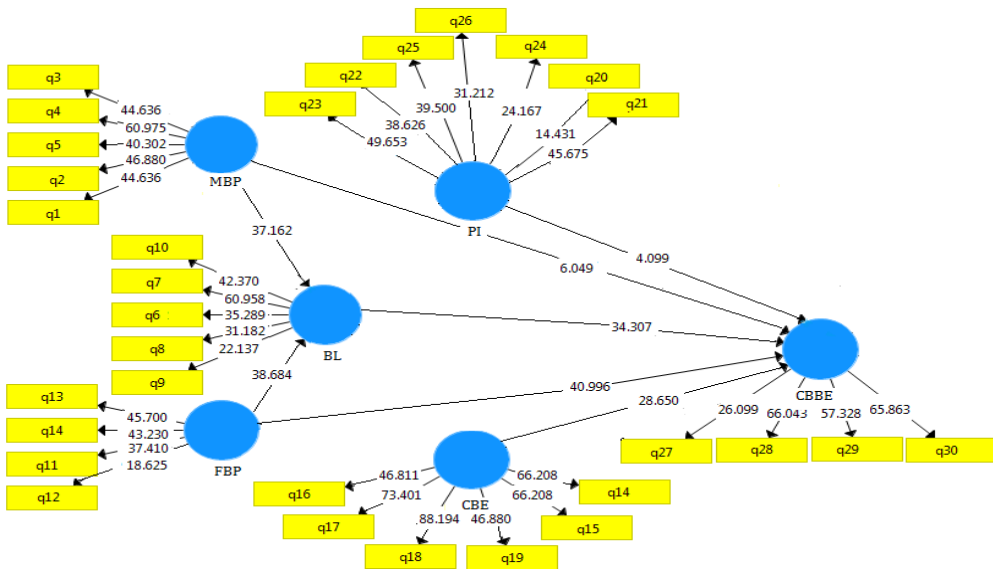 q26
q25
q24
q22
q20
q23
q21
31.212
39.500
24.167
38.626
14.431
49.653
45.675
PI
q3
q4
q5
q2
q1
44.636
60.975
40.302
46.880
44.636
MBP
37.162
4.099
6.049
q10
q7
q6
q8
q9
42.370
60.958
35.289
31.182
22.137
BL
34.307
38.684
q13
q14
q11
q12
45.700
43.230
37.410
18.625
FBP
40.996
28.650
CBBE
26.099
66.043
57.328
65.863
q27
q28
q29
q30
q16
q17
q18
q19
q15
q14
46.811
73.401
88.194
46.880
66.208
66.208
CBE